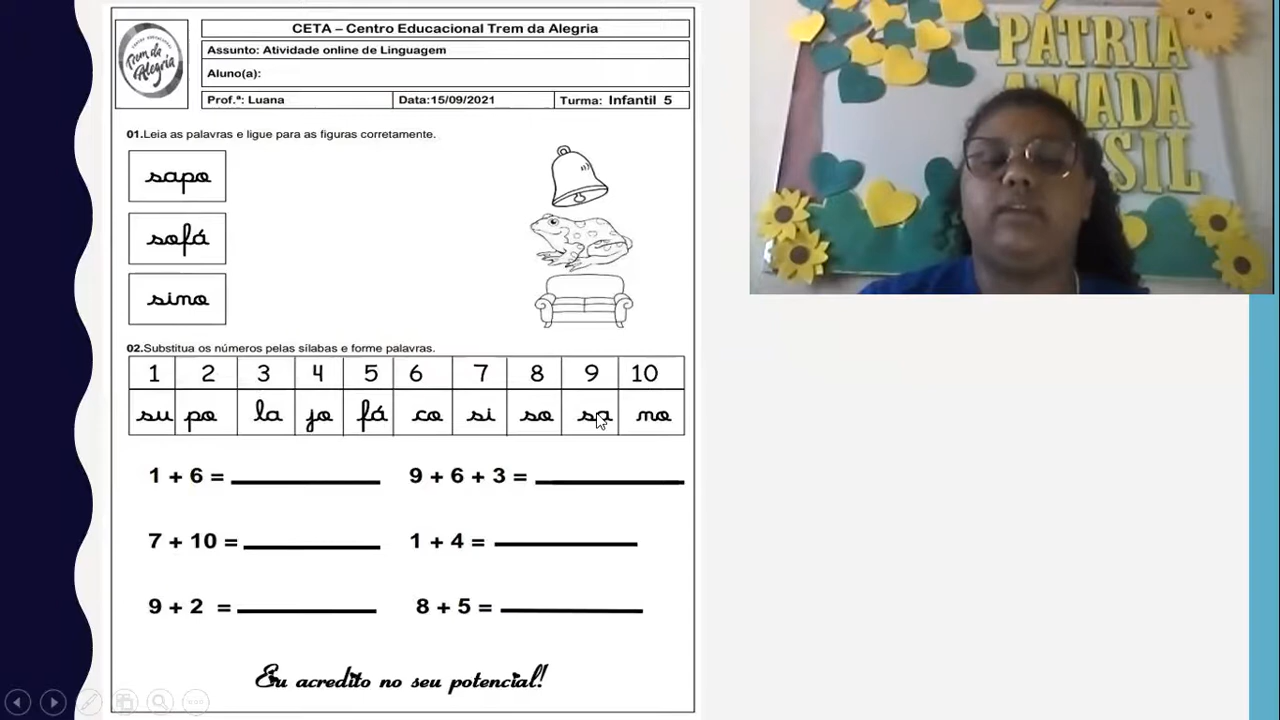 CENTRO EDUCACIONAL
Trem da Alegria
CETA – Centro Educacional Trem da Alegria
Assunto: Atividade online de Linguagem
Aluno(a):
Prof.ª: Luana Data:15/09/2021 Turma: Infantil 5
01.Leia as palavras e ligue para as figuras corretamente.
sapo
sofá
sino
02.Substitua os números pelas sílabas e forme palavras.
1 2 3 4 5 6 7 8 9 10
su po la jo fá co si so sa no
1 + 6 = 9 + 6 + 3 =
7 + 10 = 1 + 4 =
9 + 2 = 8 + 5 =
Eu acredito no seu potencial!
PÁTRIA
AMADA